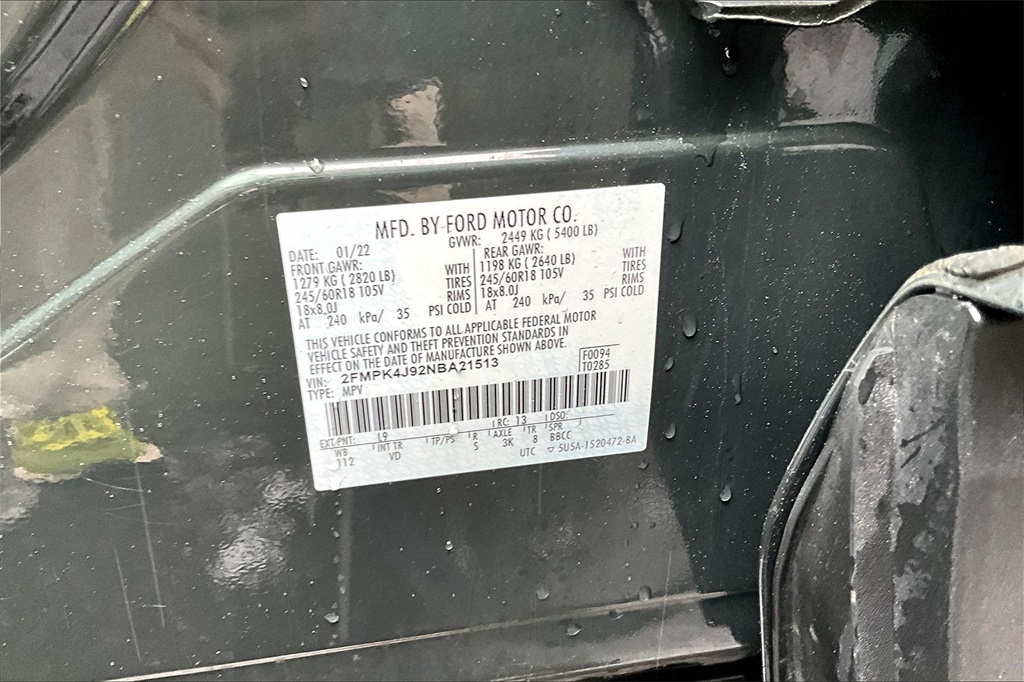 MFD. BY FORD MOTOR CO.
DATE: 01/22 GVWR: 2449 KG ( 5400 LB)
FRONT GAWR: REAR GAWR:
1279 KG ( 2820 LB) WITH 1198 KG ( 2640 LB) WITH
245/60R18 105V TIRES 245/60R18 105V TIRES
18x8.0J RIMS 18x8.0J RIMS
AT 240 kPa/ 35 PSI COLD AT 240 kPa/ 35 PSI COLD
THIS VEHICLE CONFORMS TO ALL APPLICABLE FEDERAL MOTOR
VEHICLE SAFETY AND THEFT PREVENTION STANDARDS IN
EFFECT ON THE DATE OF MANUFACTURE SHOWN ABOVE.
VIN: 2FMPK4J92NBA21513 F0094
TYPE: MPV T0285
EXT PNT: L9 RC: 13 DSO:
WB INT TR TP/PS R AXLE TR SPR
112 VD S 3K 8 BBCC
UTC ▽ 5U5A-1520472-BA